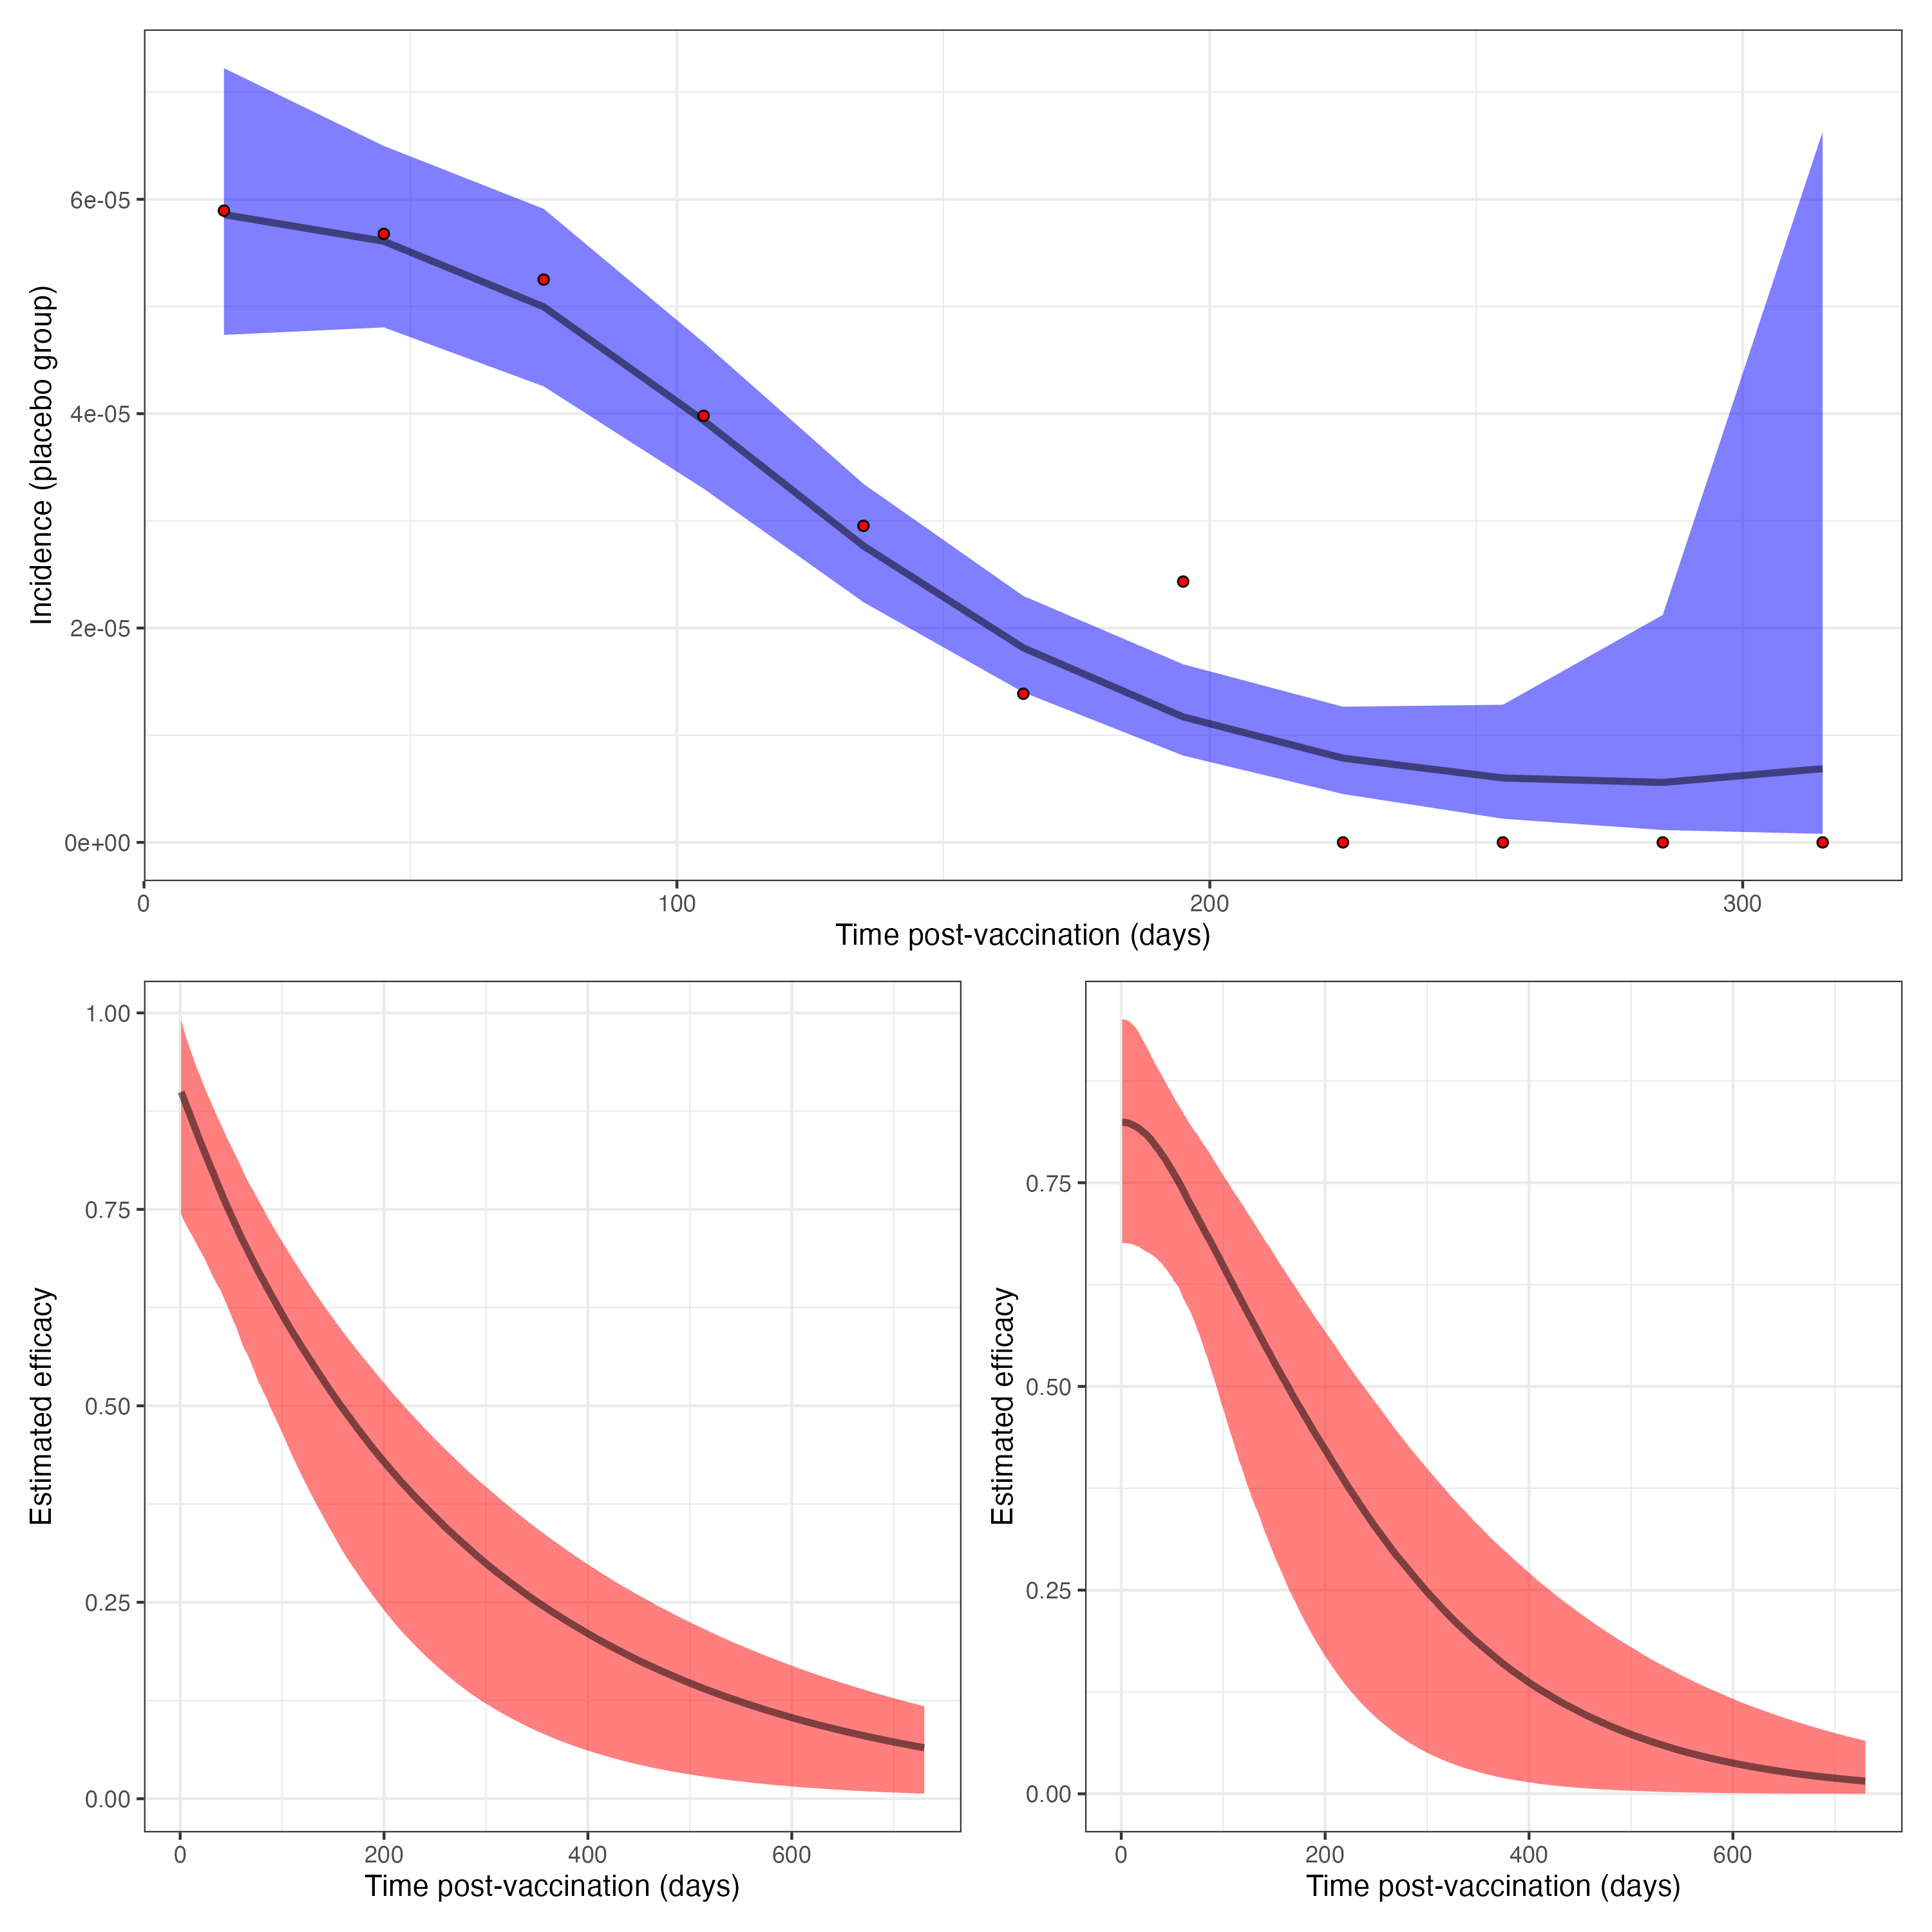 Incidence (placebo group)
6e-05
4e-05
2e-05
0e+00
0 100 200 300
Time post-vaccination (days)
Estimated efficacy
1.00
0.75
0.50
0.25
0.00
0 200 400 600
Time post-vaccination (days)
Estimated efficacy
0.75
0.50
0.25
0.00
0 200 400 600
Time post-vaccination (days)